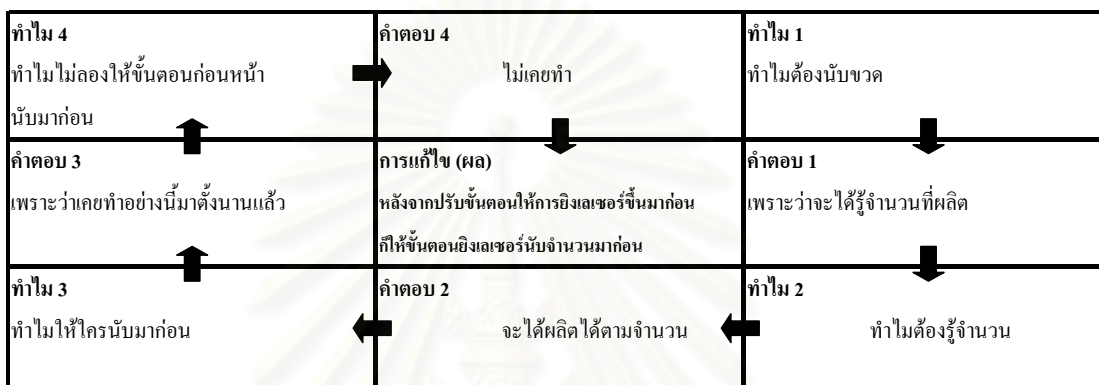 ทำไม 4
ทำไมไม่ลองให้ขั้นตอนก่อนหน้า
นับมาก่อน
คำตอบ 4
ไม่เคยทำ
ทำไม 1
ทำไมต้องนับขวด
คำตอบ 3
เพราะว่าเคยทำอย่างนี้มาตั้งนานแล้ว
การแก้ไข (ผล)
หลังจากปรับขั้นตอนให้การยิงเลเซอร์ขึ้นมาก่อน
ก็ให้ขั้นตอนยิงเลเซอร์นับจำนวนมาก่อน
คำตอบ 1
เพราะว่าจะได้รู้จำนวนที่ผลิต
ทำไม 3
ทำไมให้ใครนับมาก่อน
คำตอบ 2
จะได้ผลิตได้ตามจำนวน
ทำไม 2
ทำไมต้องรู้จำนวน